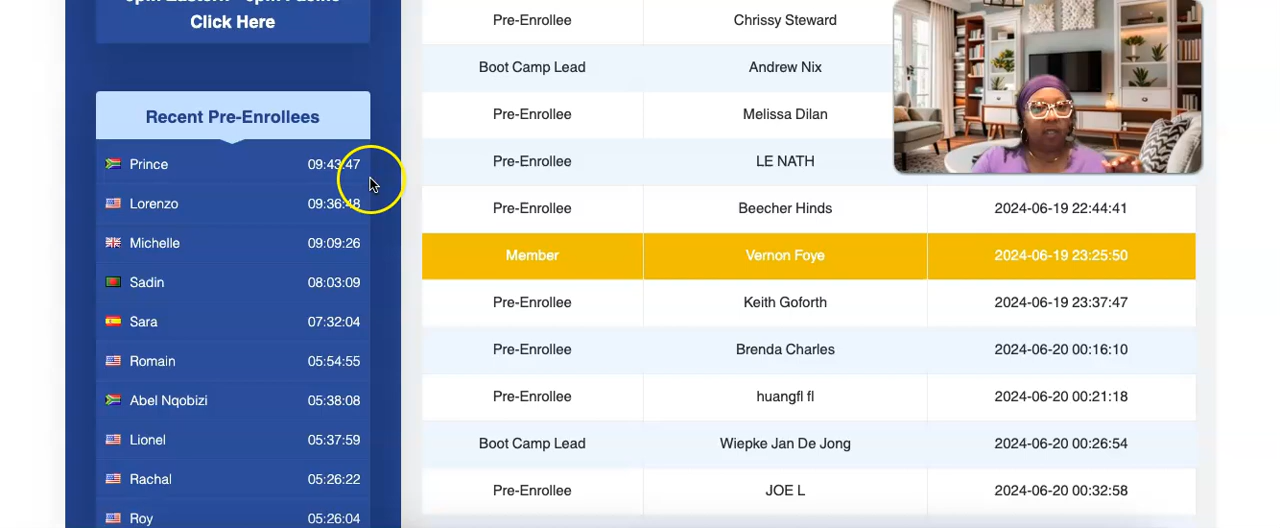 Click Here
Recent Pre-Enrollees
Prince 09:43:47
Lorenzo 09:36:48
Michelle 09:09:26
Sadin 08:03:09
Sara 07:32:04
Romain 05:54:55
Abel Nqobizi 05:38:08
Lionel 05:37:59
Rachal 05:26:22
Roy 05:26:04
Pre-Enrollee Chrissy Steward
Boot Camp Lead Andrew Nix
Pre-Enrollee Melissa Dilan
Pre-Enrollee LE NATH
Pre-Enrollee Beecher Hinds 2024-06-19 22:44:41
Member Vernon Foye 2024-06-19 23:25:50
Pre-Enrollee Keith Goforth 2024-06-19 23:37:47
Pre-Enrollee Brenda Charles 2024-06-20 00:16:10
Pre-Enrollee huangfl fl 2024-06-20 00:21:18
Boot Camp Lead Wiepke Jan De Jong 2024-06-20 00:26:54
Pre-Enrollee JOE L 2024-06-20 00:32:58